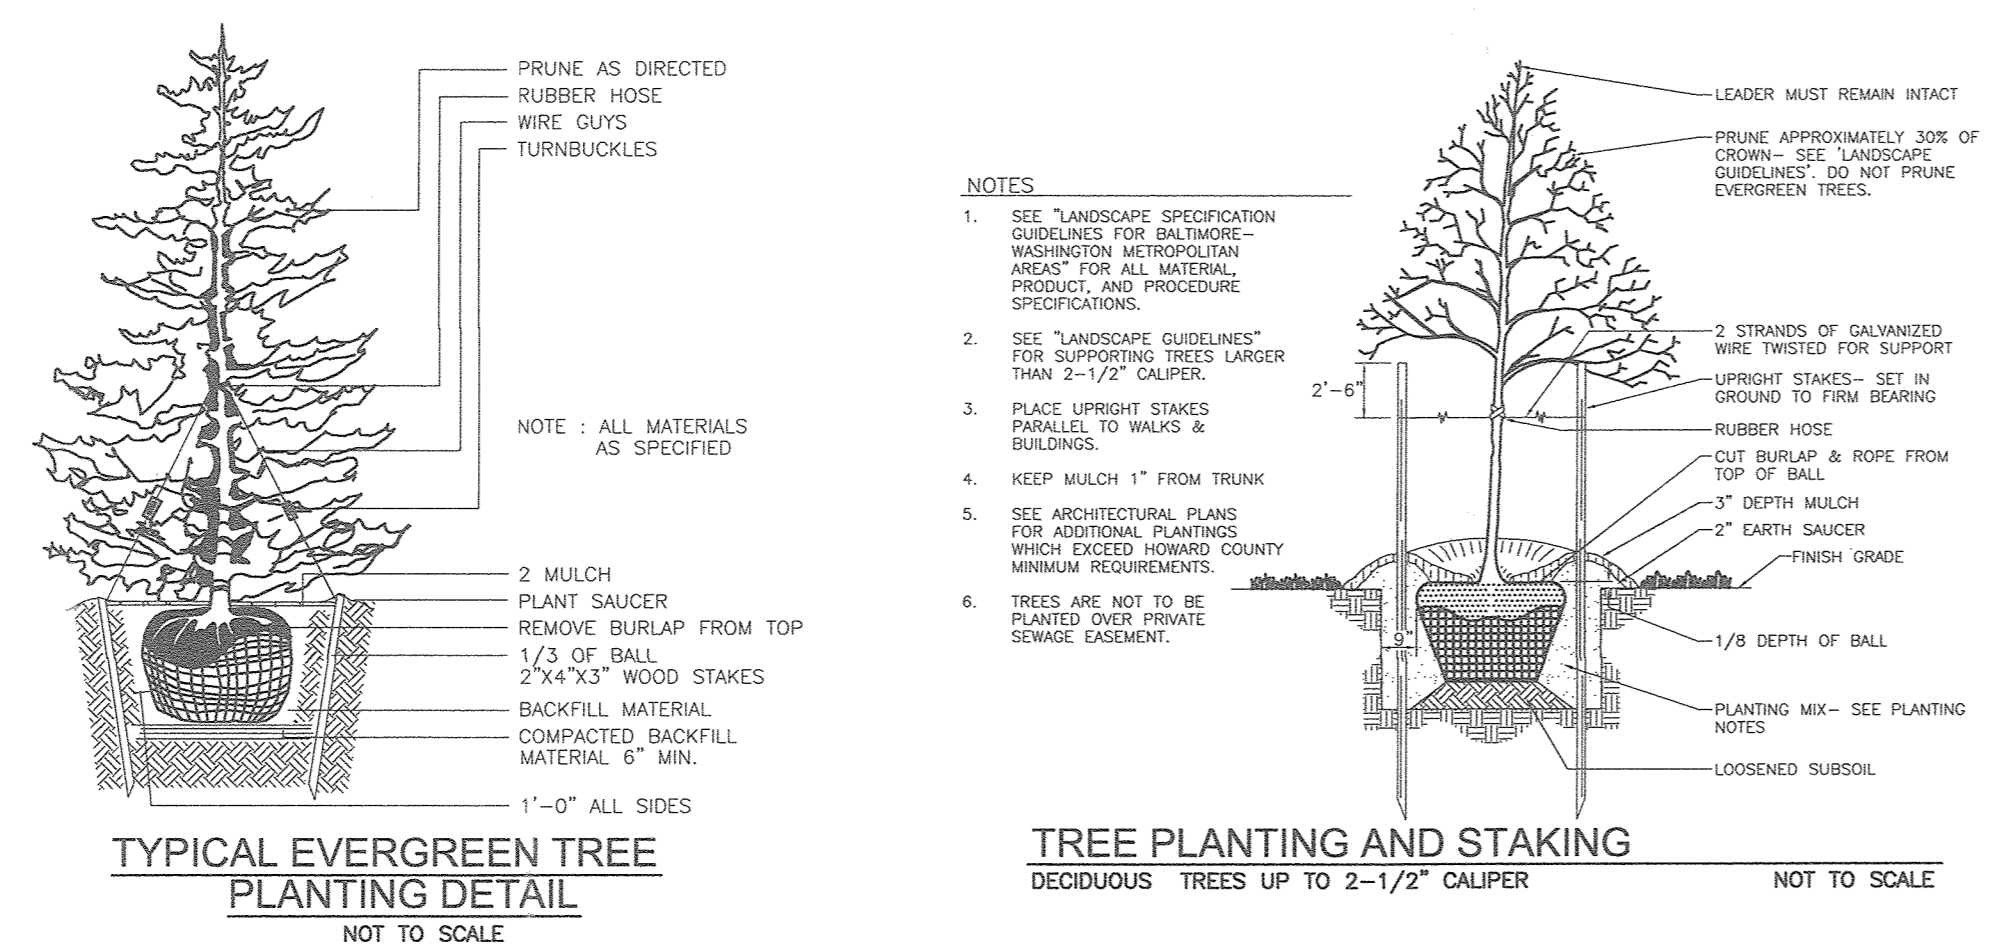 PRUNE AS DIRECTED
RUBBER HOSE
WIRE GUYS
TURNBUCKLES
NOTE : ALL MATERIALS
AS SPECIFIED
2 MULCH
PLANT SAUCER
REMOVE BURLAP FROM TOP
1/3 OF BALL
2"X4"X3" WOOD STAKES
BACKFILL MATERIAL
COMPACTED BACKFILL
MATERIAL 6" MIN.
1'-0" ALL SIDES
TYPICAL EVERGREEN TREE
PLANTING DETAIL
NOT TO SCALE
NOTES
1. SEE "LANDSCAPE SPECIFICATION
GUIDELINES FOR BALTIMORE-
WASHINGTON METROPOLITAN
AREAS" FOR ALL MATERIAL,
PRODUCT, AND PROCEDURE
SPECIFICATIONS.
2. SEE "LANDSCAPE GUIDELINES"
FOR SUPPORTING TREES LARGER
THAN 2-1/2" CALIPER.
3. PLACE UPRIGHT STAKES
PARALLEL TO WALKS &
BUILDINGS.
4. KEEP MULCH 1" FROM TRUNK
5. SEE ARCHITECTURAL PLANS
FOR ADDITIONAL PLANTINGS
WHICH EXCEED HOWARD COUNTY
MINIMUM REQUIREMENTS.
6. TREES ARE NOT TO BE
PLANTED OVER PRIVATE
SEWAGE EASEMENT.
LEADER MUST REMAIN INTACT
PRUNE APPROXIMATELY 30% OF
CROWN- SEE 'LANDSCAPE
GUIDELINES'. DO NOT PRUNE
EVERGREEN TREES.
2 STRANDS OF GALVANIZED
WIRE TWISTED FOR SUPPORT
2'-6"
UPRIGHT STAKES- SET IN
GROUND TO FIRM BEARING
RUBBER HOSE
CUT BURLAP & ROPE FROM
TOP OF BALL
3" DEPTH MULCH
2" EARTH SAUCER
FINISH GRADE
9"
1/8 DEPTH OF BALL
PLANTING MIX- SEE PLANTING
NOTES
LOOSENED SUBSOIL
TREE PLANTING AND STAKING
DECIDUOUS TREES UP TO 2-1/2" CALIPER
NOT TO SCALE